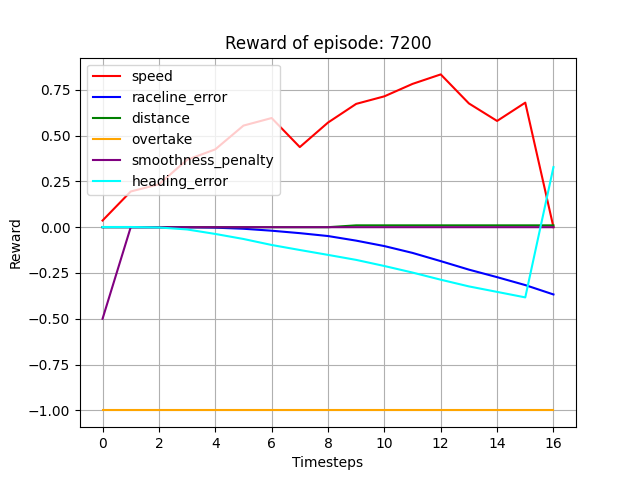 Reward of episode: 7200
speed
raceline_error
distance
overtake
smoothness_penalty
heading_error
0.75
0.50
0.25
0.00
−0.25
−0.50
−0.75
−1.00
Reward
0 2 4 6 8 10 12 14 16
Timesteps